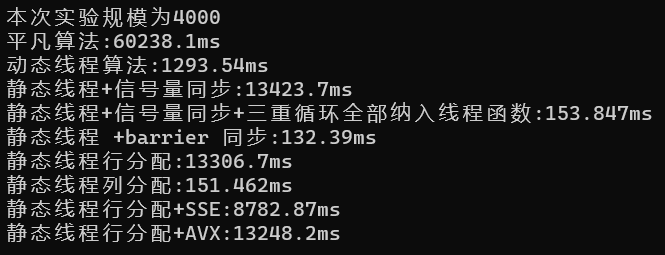 本次实验规模为4000
平凡算法:60238.1ms
动态线程算法:1293.54ms
静态线程+信号量同步:13423.7ms
静态线程+信号量同步+三重循环全部纳入线程函数:153.847ms
静态线程 +barrier 同步:132.39ms
静态线程行分配:13306.7ms
静态线程列分配:151.462ms
静态线程行分配+SSE:8782.87ms
静态线程行分配+AVX:13248.2ms